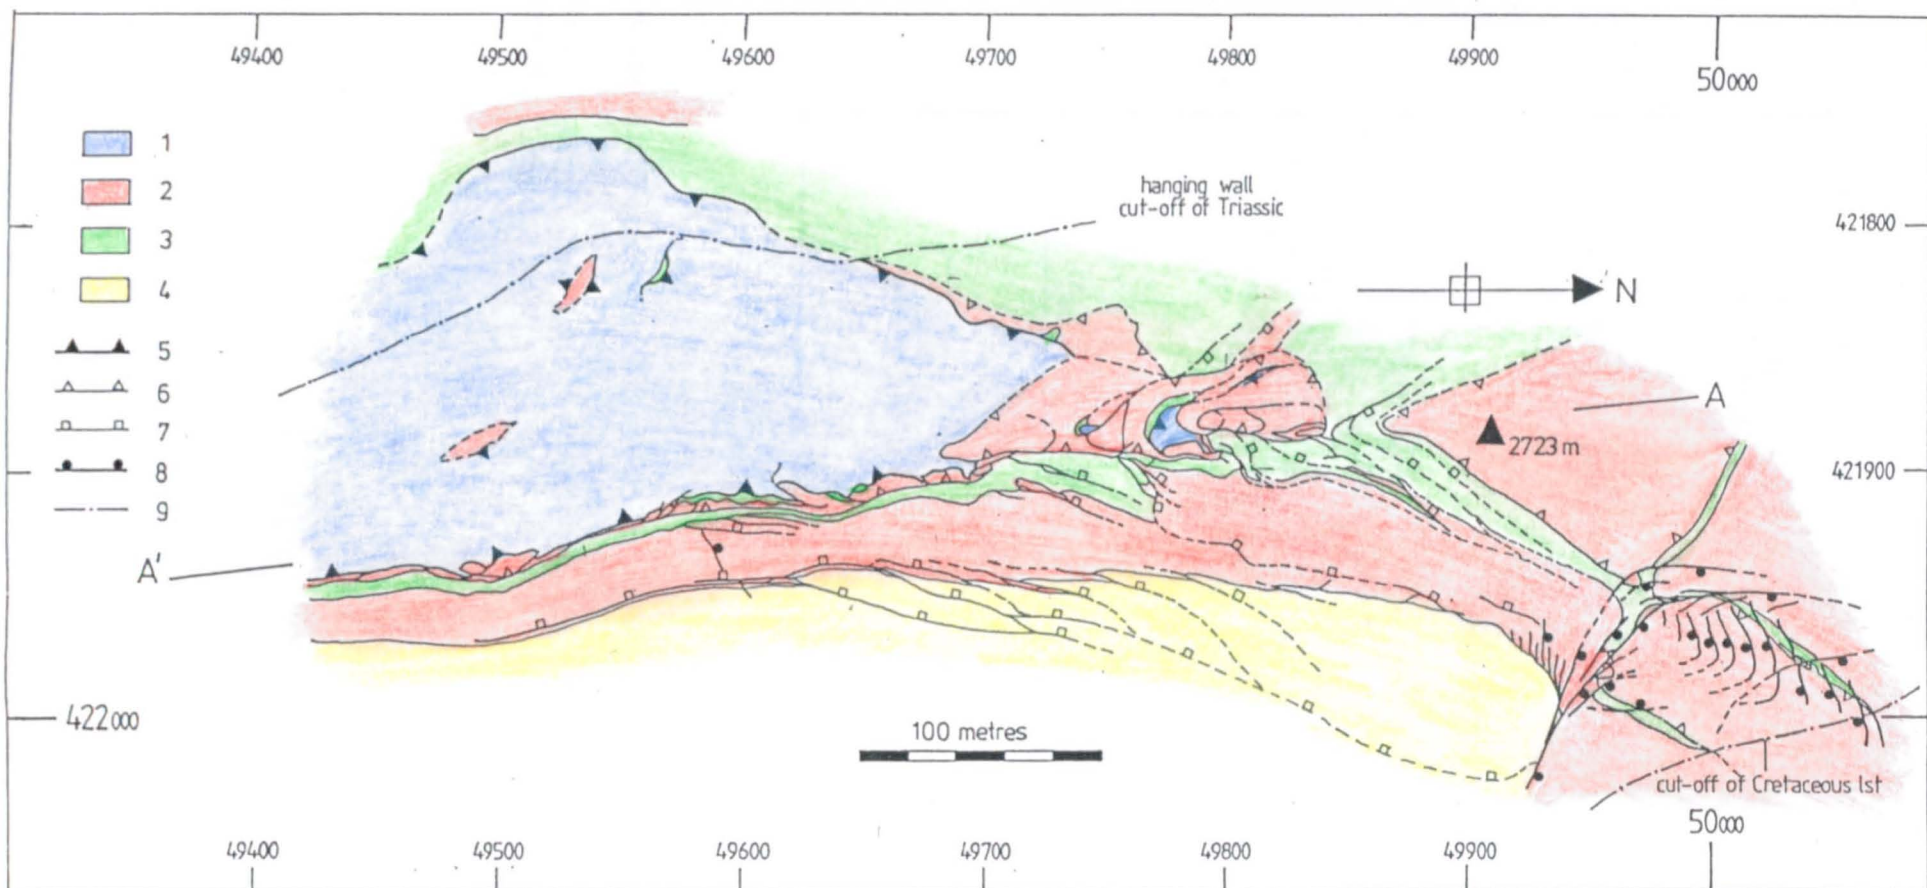 49400 49500 49600 49700 49800 49900 50000
1
2
3
4
5
6
7
8
9
hanging wall
cut-off of Triassic
421800
N
A
2723 m
421900
A'
422000
100 metres
cut-off of Cretaceous lst
50000
49400 49500 49600 49700 49800 49900